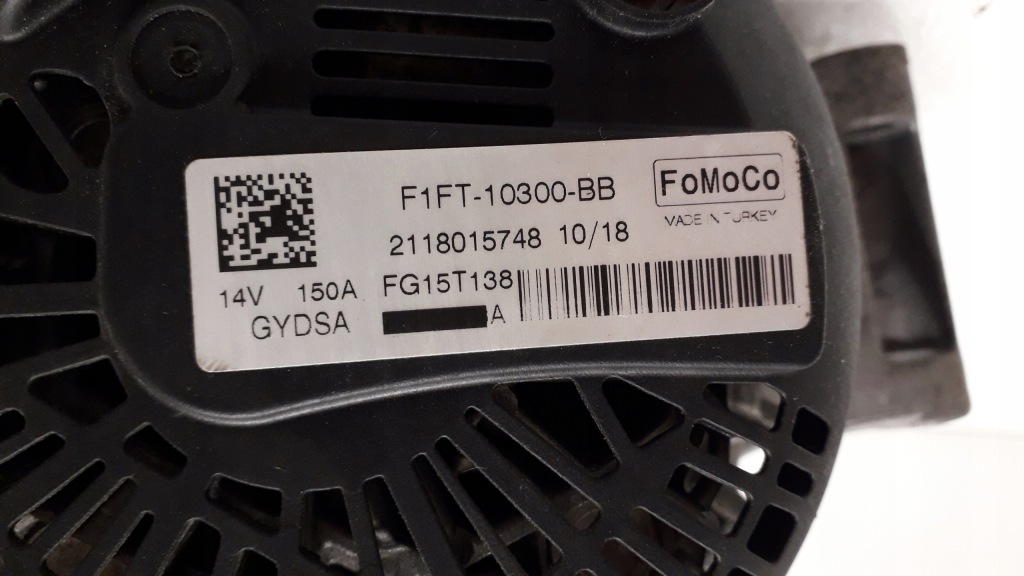 F1FT-10300-BB
FoMoCo
MADE IN TURKEY
2118015748 10/18
14V 150A FG15T138
GYDSA A